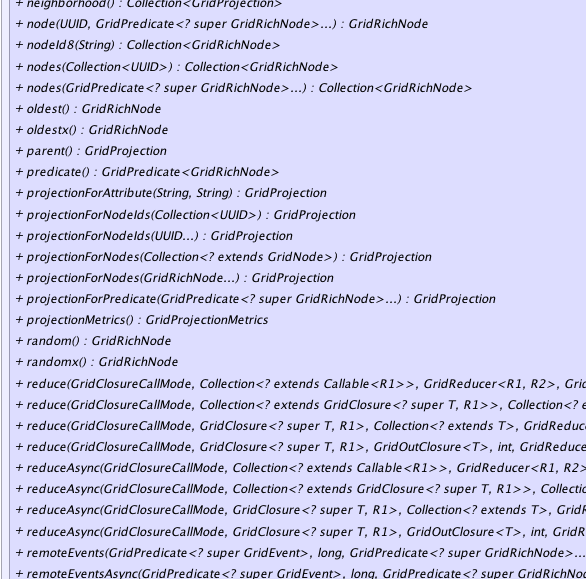 + neighborhood() : Collection<GridProjection>
+ node(UUID, GridPredicate<? super GridRichNode>...) : GridRichNode
+ nodeId8(String) : Collection<GridRichNode>
+ nodes(Collection<UUID>) : Collection<GridRichNode>
+ nodes(GridPredicate<? super GridRichNode>...) : Collection<GridRichNode>
+ oldest() : GridRichNode
+ oldestx() : GridRichNode
+ parent() : GridProjection
+ predicate() : GridPredicate<GridRichNode>
+ projectionForAttribute(String, String) : GridProjection
+ projectionForNodeIds(Collection<UUID>) : GridProjection
+ projectionForNodeIds(UUID...) : GridProjection
+ projectionForNodes(Collection<? extends GridNode>) : GridProjection
+ projectionForNodes(GridRichNode...) : GridProjection
+ projectionForPredicate(GridPredicate<? super GridRichNode>...) : GridProjection
+ projectionMetrics() : GridProjectionMetrics
+ random() : GridRichNode
+ randomx() : GridRichNode
+ reduce(GridClosureCallMode, Collection<? extends Callable<R1>>, GridReducer<R1, R2>, Grid
+ reduce(GridClosureCallMode, Collection<? extends GridClosure<? super T, R1>>, Collection<? e
+ reduce(GridClosureCallMode, GridClosure<? super T, R1>, Collection<? extends T>, GridReduce
+ reduce(GridClosureCallMode, GridClosure<? super T, R1>, GridOutClosure<T>, int, GridReduce
+ reduceAsync(GridClosureCallMode, Collection<? extends Callable<R1>>, GridReducer<R1, R2>
+ reduceAsync(GridClosureCallMode, Collection<? extends GridClosure<? super T, R1>>, Collectio
+ reduceAsync(GridClosureCallMode, GridClosure<? super T, R1>, Collection<? extends T>, GridR
+ reduceAsync(GridClosureCallMode, GridClosure<? super T, R1>, GridOutClosure<T>, int, GridR
+ remoteEvents(GridPredicate<? super GridEvent>, long, GridPredicate<? super GridRichNode>...
+ remoteEventsAsync(GridPredicate<? super GridEvent>, long, GridPredicate<? super GridRichNo